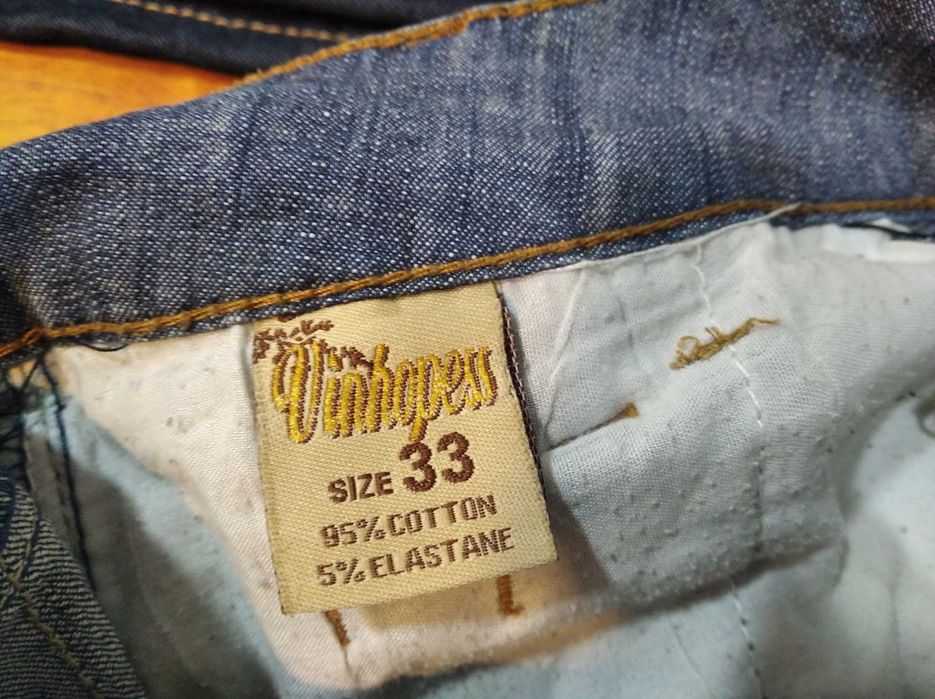 Vinhopess
SIZE 33
95% COTTON
5% ELASTANE